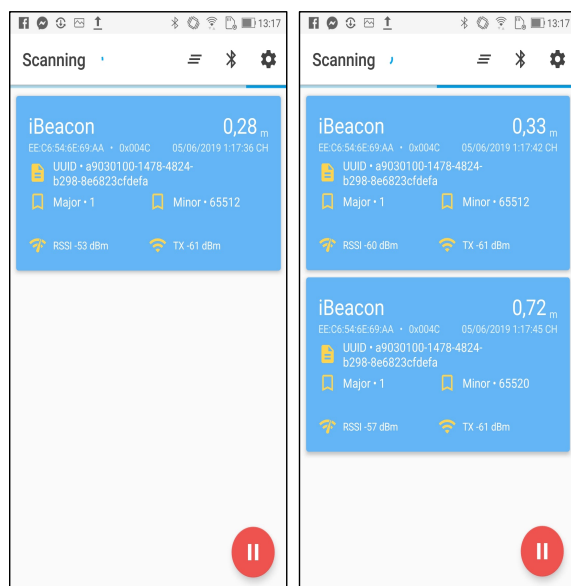 13:17
Scanning
iBeacon
0,28 m
EE:C6:54:6E:69:AA • 0x004C 05/06/2019 1:17:36 CH
UUID • a9030100-1478-4824-
b298-8e6823cfdefa
Major • 1 Minor • 65512
RSSI -53 dBm TX -61 dBm
13:17
Scanning
iBeacon
0,33 m
EE:C6:54:6E:69:AA • 0x004C 05/06/2019 1:17:42 CH
UUID • a9030100-1478-4824-
b298-8e6823cfdefa
Major • 1 Minor • 65512
RSSI -60 dBm TX -61 dBm
iBeacon
0,72 m
EE:C6:54:6E:69:AA • 0x004C 05/06/2019 1:17:45 CH
UUID • a9030100-1478-4824-
b298-8e6823cfdefa
Major • 1 Minor • 65520
RSSI -57 dBm TX -61 dBm